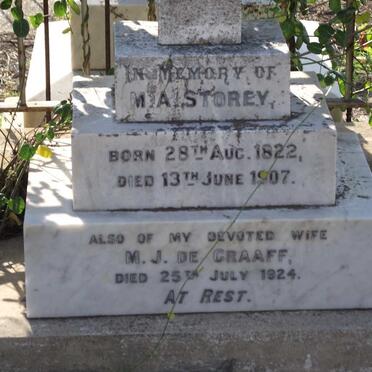 IN MEMORY OF
M.A. STOREY,
BORN 28TH AUG. 1822,
DIED 13TH JUNE 1907.
ALSO OF MY DEVOTED WIFE
M. J. DE GRAAFF,
DIED 25TH JULY 1924.
AT REST.